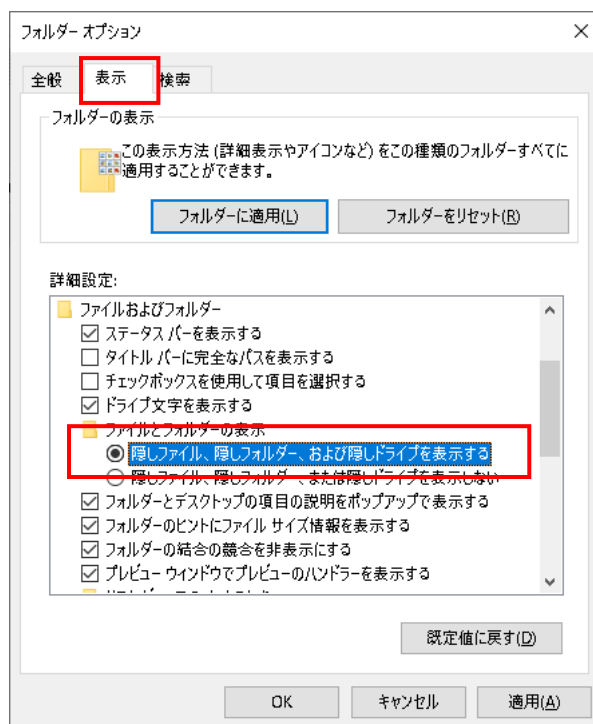 フォルダー オプション
全般
表示
検索
フォルダーの表示
この表示方法 (詳細表示やアイコンなど) をこの種類のフォルダーすべてに
適用することができます。
フォルダーに適用(L)
フォルダーをリセット(R)
詳細設定:
ファイルおよびフォルダー
ステータス バーを表示する
タイトル バーに完全なパスを表示する
チェックボックスを使用して項目を選択する
ドライブ文字を表示する
ファイルとフォルダーの表示
隠しファイル、隠しフォルダー、および隠しドライブを表示する
隠しファイル、隠しフォルダー、または隠しドライブを表示しない
フォルダーとデスクトップの項目の説明をポップアップで表示する
フォルダーのヒントにファイル サイズ情報を表示する
フォルダーの結合の競合を非表示にする
プレビュー ウィンドウでプレビューのハンドラーを表示する
既定値に戻す(D)
OK
キャンセル
適用(A)